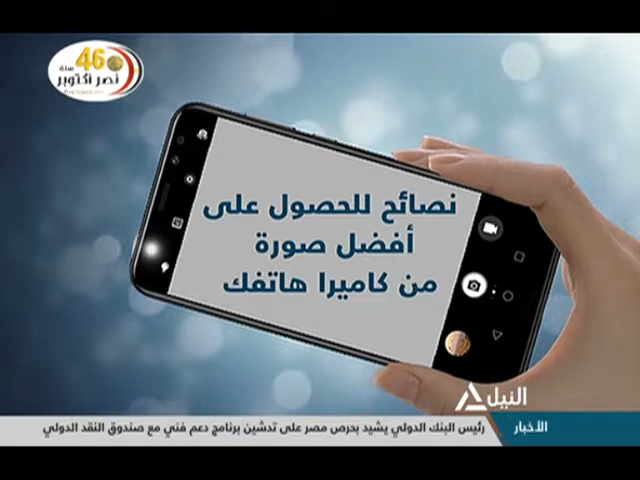 46 سنة
نصر أكتوبر
نصائح للحصول على
أفضل صورة
من كاميرا هاتفك
النيل
الأخبار
رئيس البنك الدولي يشيد بحرص مصر على تدشين برنامج دعم فني مع صندوق النقد الدولي